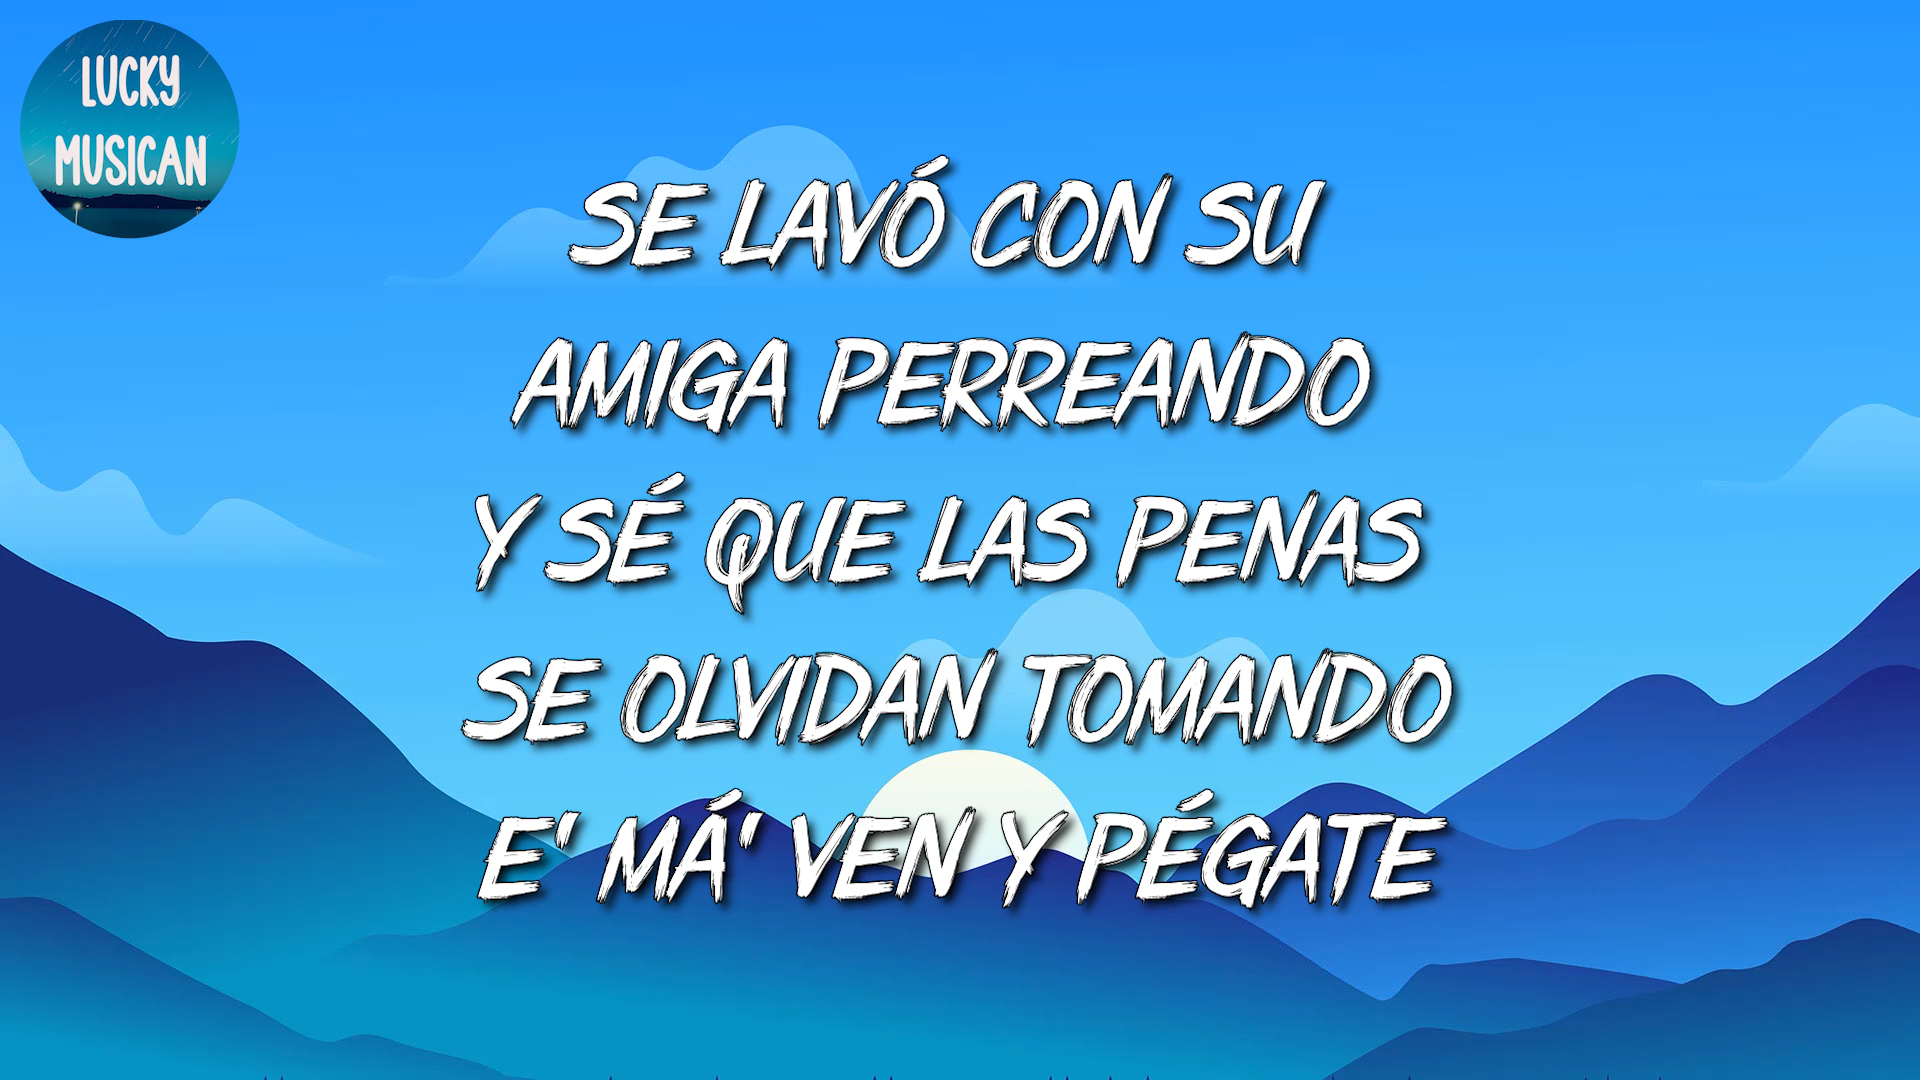 LUCKY
MUSICAN
SE LAVÓ CON SU
AMIGA PERREANDO
Y SÉ QUE LAS PENAS
SE OLVIDAN TOMANDO
E' MÁ' VEN Y PÉGATE